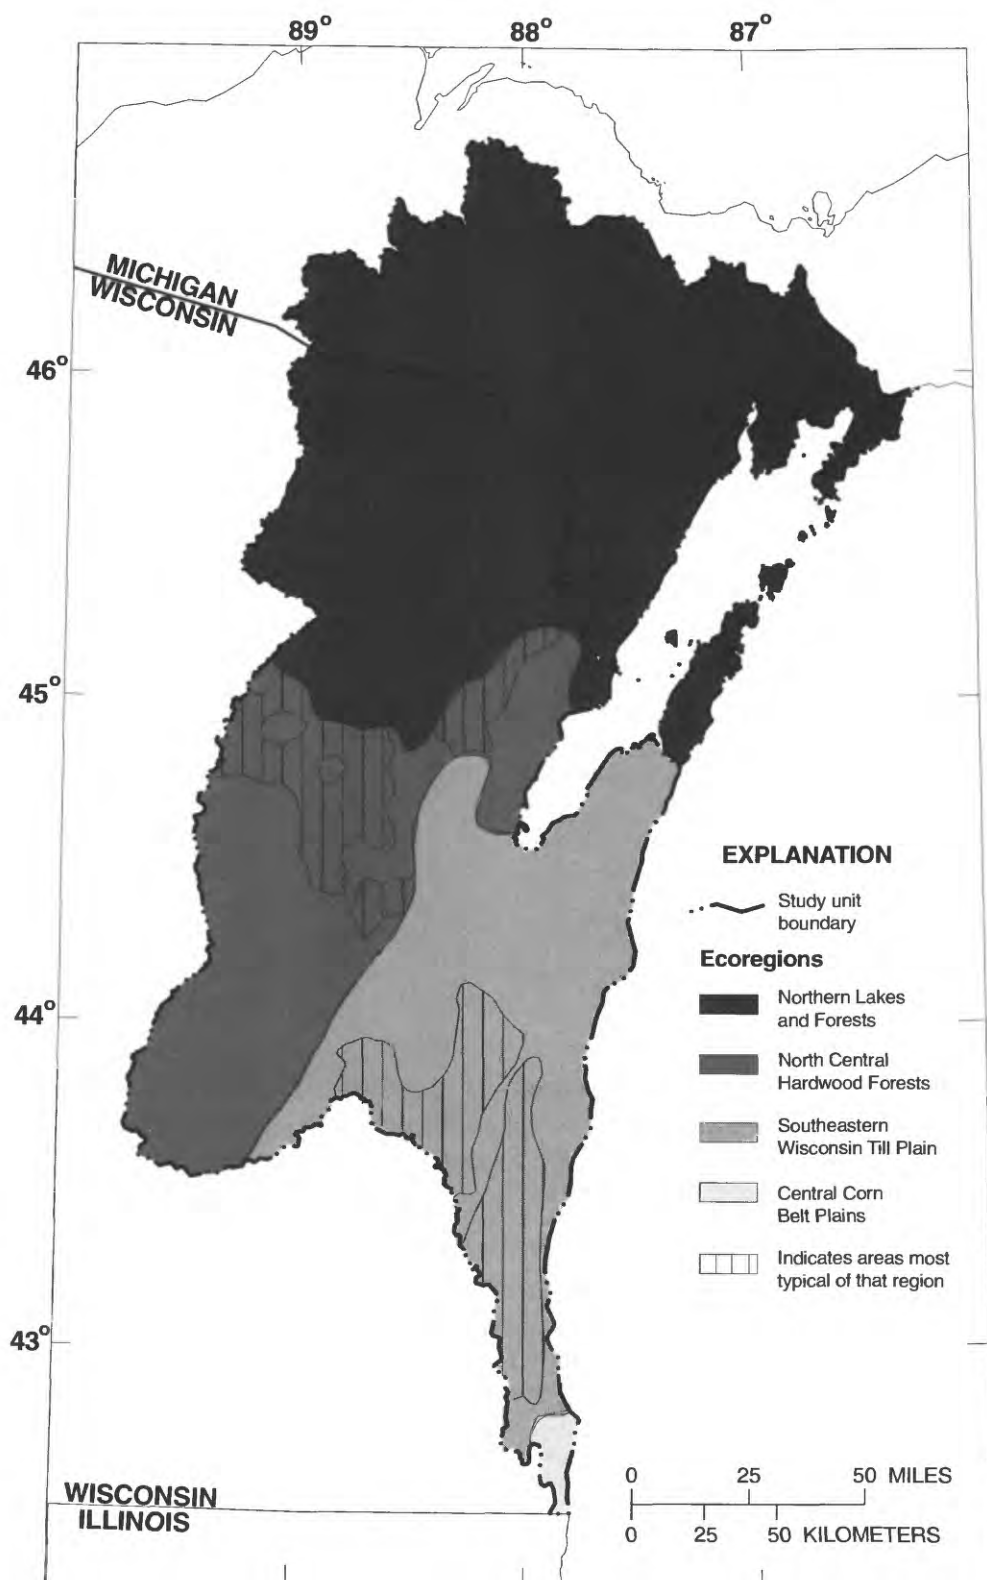 89° 88° 87°
MICHIGAN
WISCONSIN
46°
45°
EXPLANATION
Study unit
boundary
Ecoregions
Northern Lakes
and Forests
44°
North Central
Hardwood Forests
Southeastern
Wisconsin Till Plain
Central Corn
Belt Plains
Indicates areas most
typical of that region
43°
0 25 50 MILES
WISCONSIN
ILLINOIS
0 25 50 KILOMETERS